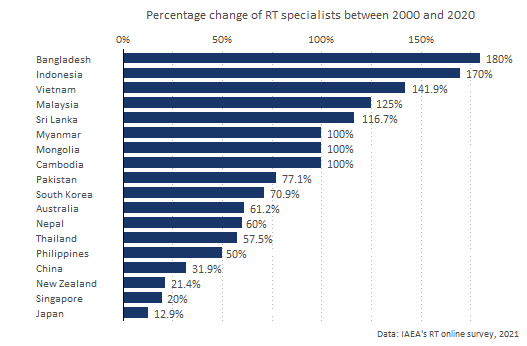 Percentage change of RT specialists between 2000 and 2020
0% 50% 100% 150%
Bangladesh 180%
Indonesia 170%
Vietnam 141.9%
Malaysia 125%
Sri Lanka 116.7%
Myanmar 100%
Mongolia 100%
Cambodia 100%
Pakistan 77.1%
South Korea 70.9%
Australia 61.2%
Nepal 60%
Thailand 57.5%
Philippines 50%
China 31.9%
New Zealand 21.4%
Singapore 20%
Japan 12.9%
Data: IAEA's RT online survey, 2021